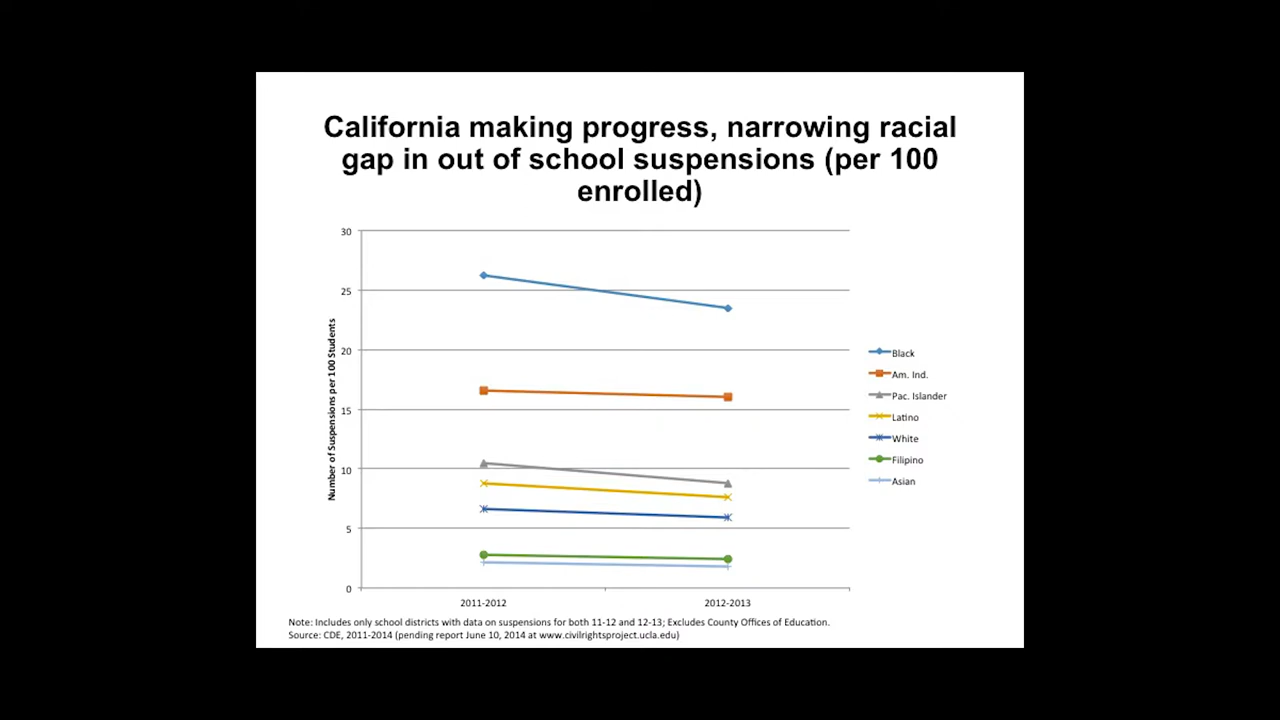 California making progress, narrowing racial
gap in out of school suspensions (per 100
enrolled)
Number of Suspensions per 100 Students
30
25
20
15
10
5
0
2011-2012
2012-2013
Black
Am. Ind.
Pac. Islander
Latino
White
Filipino
Asian
Note: Includes only school districts with data on suspensions for both 11-12 and 12-13; Excludes County Offices of Education.
Source: CDE, 2011-2014 (pending report June 10, 2014 at www.civilrightsproject.ucla.edu)